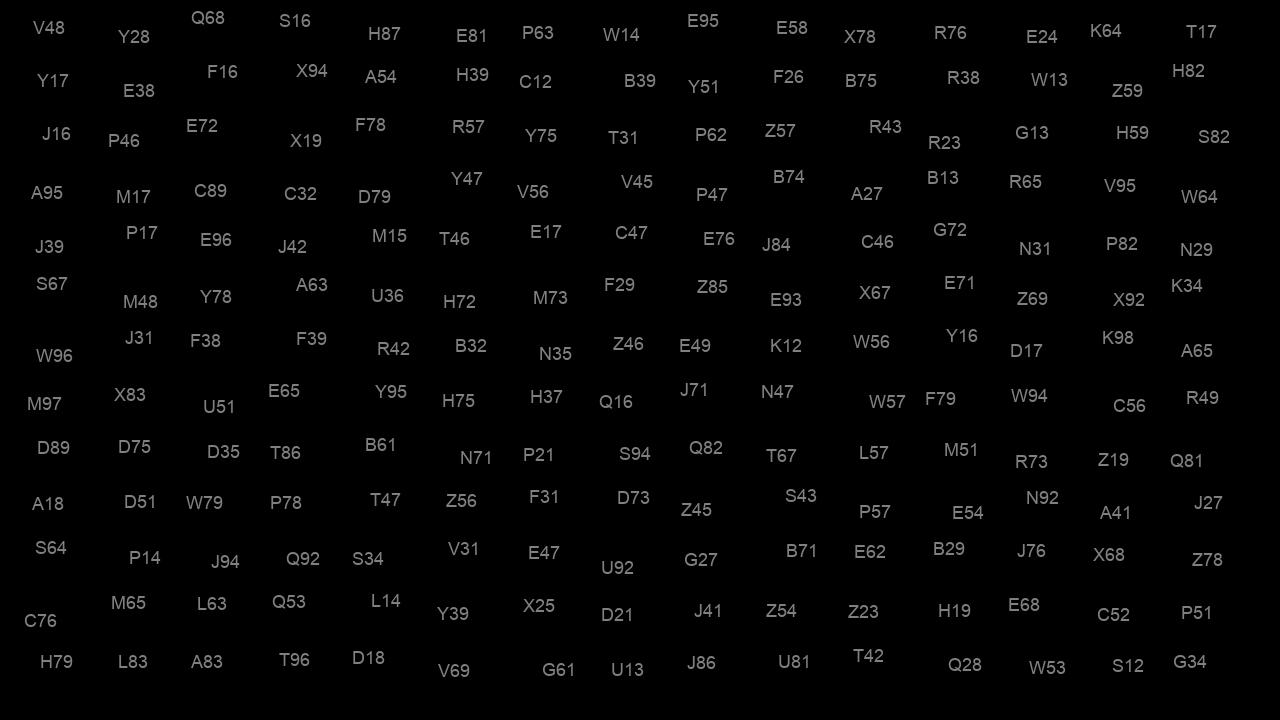 V48 Y28 Q68 S16 H87 E81 P63 W14 E95 E58 X78 R76 E24 K64 T17
Y17 E38 F16 X94 A54 H39 C12 B39 Y51 F26 B75 R38 W13 Z59 H82
J16 P46 E72 X19 F78 R57 Y75 T31 P62 Z57 R43 R23 G13 H59 S82
A95 M17 C89 C32 D79 Y47 V56 V45 P47 B74 A27 B13 R65 V95 W64
J39 P17 E96 J42 M15 T46 E17 C47 E76 J84 C46 G72 N31 P82 N29
S67 M48 Y78 A63 U36 H72 M73 F29 Z85 E93 X67 E71 Z69 X92 K34
W96 J31 F38 F39 R42 B32 N35 Z46 E49 K12 W56 Y16 D17 K98 A65
M97 X83 U51 E65 Y95 H75 H37 Q16 J71 N47 W57 F79 W94 C56 R49
D89 D75 D35 T86 B61 N71 P21 S94 Q82 T67 L57 M51 R73 Z19 Q81
A18 D51 W79 P78 T47 Z56 F31 D73 Z45 S43 P57 E54 N92 A41 J27
S64 P14 J94 Q92 S34 V31 E47 U92 G27 B71 E62 B29 J76 X68 Z78
C76 M65 L63 Q53 L14 Y39 X25 D21 J41 Z54 Z23 H19 E68 C52 P51
H79 L83 A83 T96 D18 V69 G61 U13 J86 U81 T42 Q28 W53 S12 G34